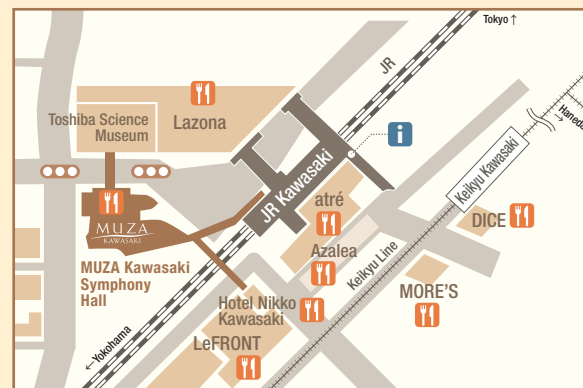 Tokyo ↑
JR
→Haneda
Toshiba Science
Museum
Lazona
i
Keikyu Kawasaki
JR Kawasaki
atré
MUZA
KAWASAKI
DICE
Azalea
Keikyu Line
MUZA Kawasaki
Symphony
Hall
MORE'S
Hotel Nikko
Kawasaki
LeFRONT
←Yokohama